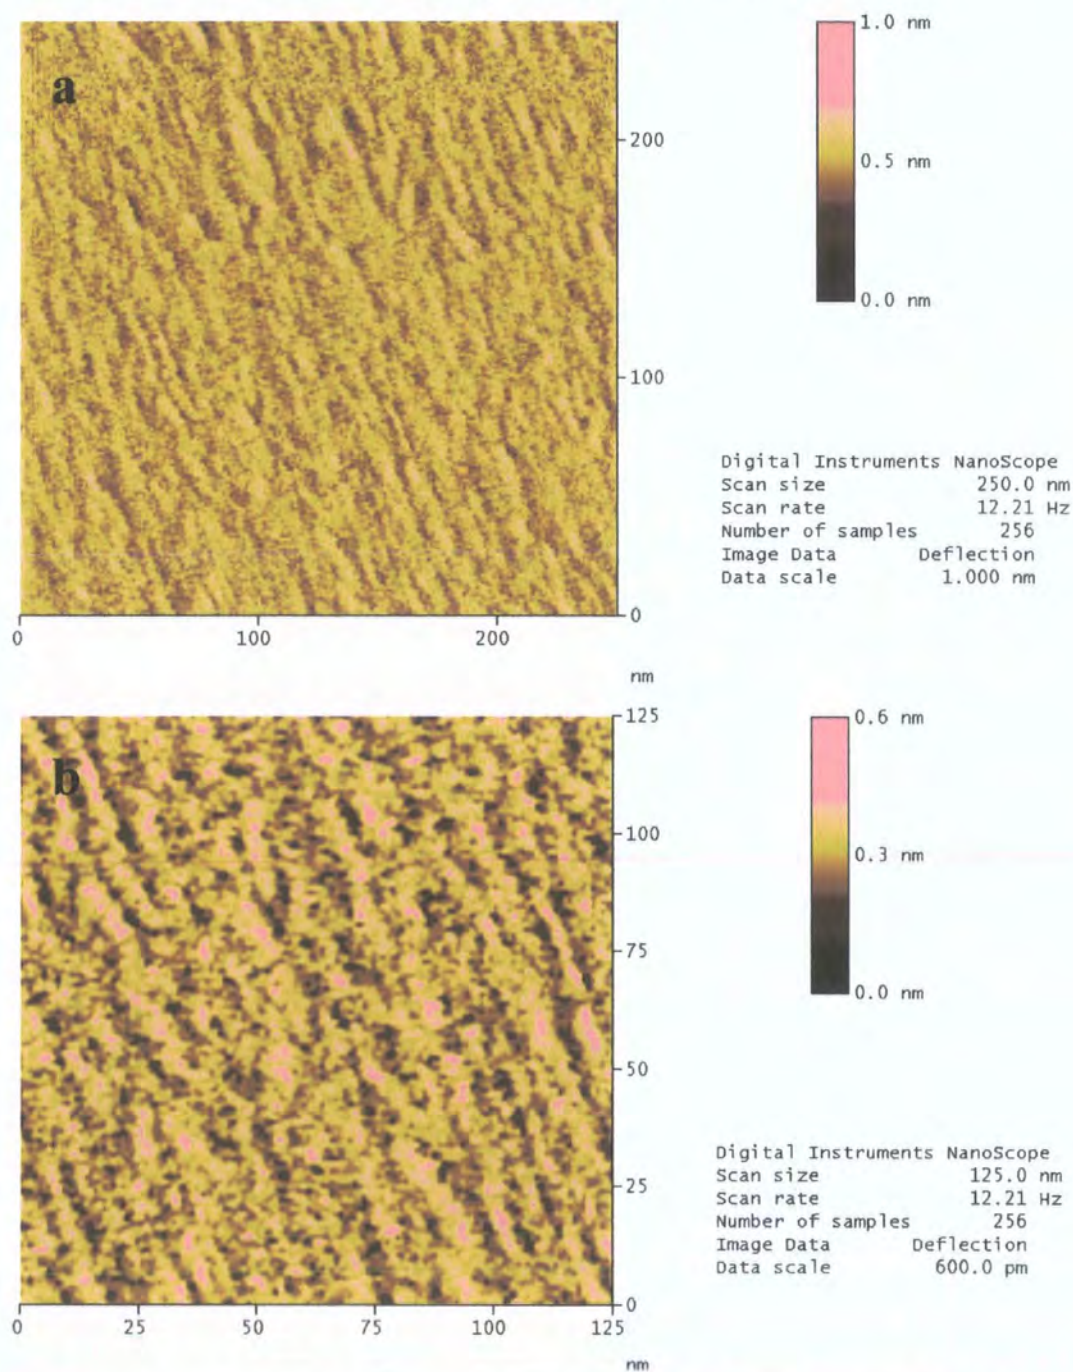 a
1.0 nm
0.5 nm
0.0 nm
200
100
0
0 100 200
nm
Digital Instruments NanoScope
Scan size 250.0 nm
Scan rate 12.21 Hz
Number of samples 256
Image Data Deflection
Data scale 1.000 nm
b
0.6 nm
0.3 nm
0.0 nm
125
100
75
50
25
0
0 25 50 75 100 125
nm
Digital Instruments NanoScope
Scan size 125.0 nm
Scan rate 12.21 Hz
Number of samples 256
Image Data Deflection
Data scale 600.0 pm